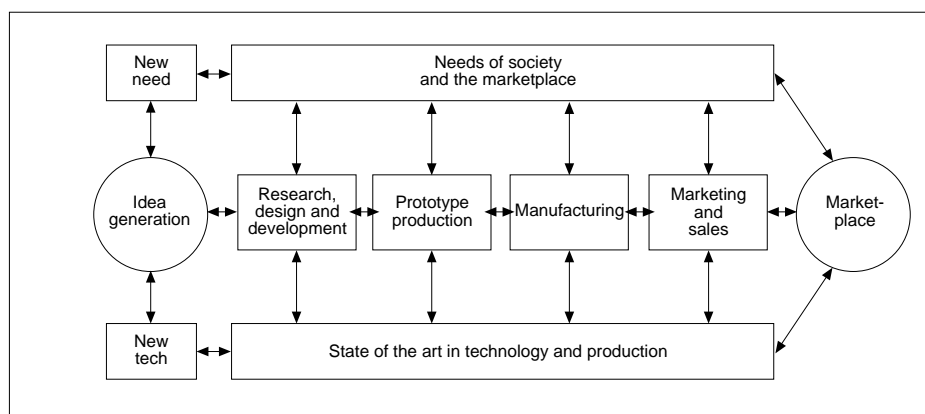 New
need
Needs of society
and the marketplace
Idea
generation
Research,
design and
development
Prototype
production
Manufacturing
Marketing
and
sales
Market-
place
New
tech
State of the art in technology and production